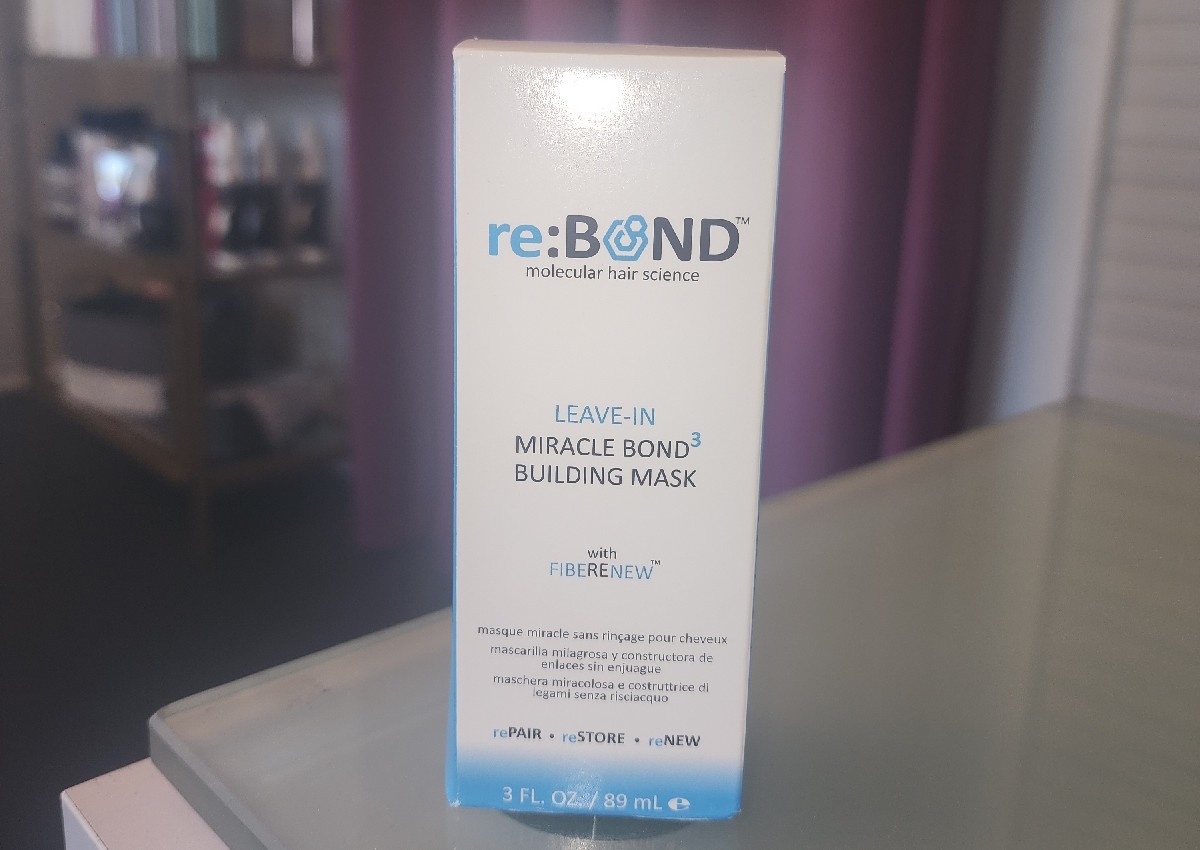 re:BOND™
molecular hair science
LEAVE-IN
MIRACLE BOND³
BUILDING MASK
with
FIBERENEW™
masque miracle sans rinçage pour cheveux
mascarilla milagrosa y constructora de
enlaces sin enjuague
maschera miracolosa e costruttrice di
legami senza risciacquo
rePAIR • reSTORE • reNEW
3 FL. OZ. / 89 mL ℮